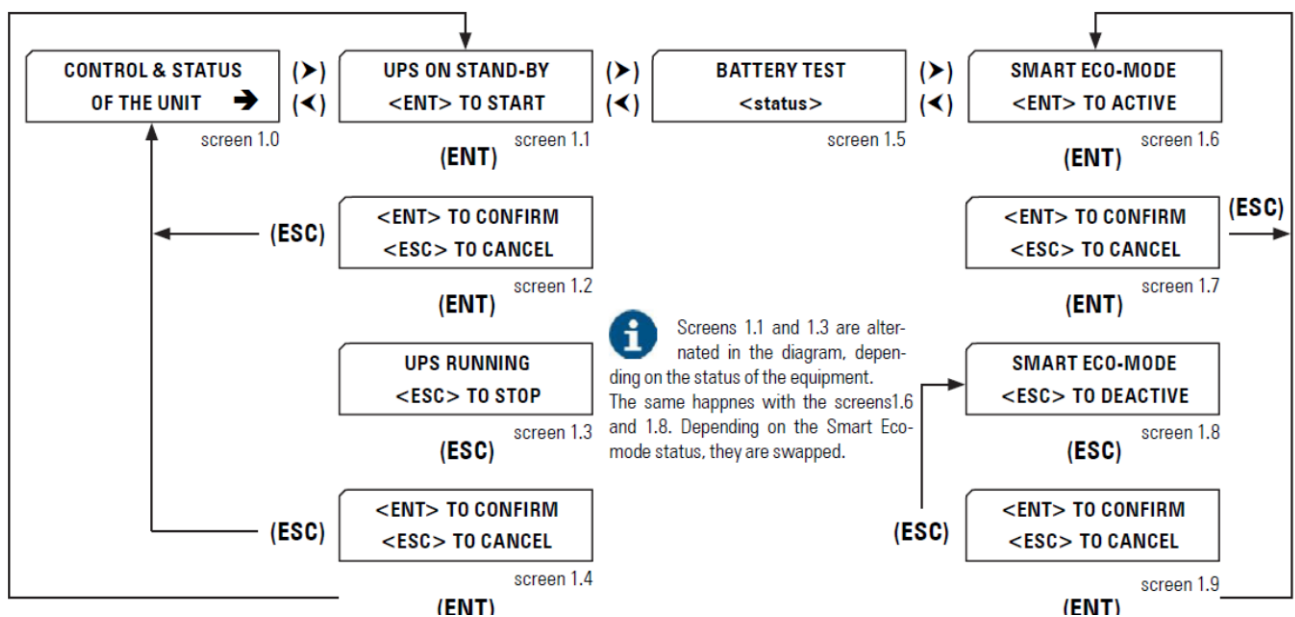 CONTROL & STATUS
OF THE UNIT ➔
screen 1.0
(➤)
(⮜)
UPS ON STAND-BY
<ENT> TO START
screen 1.1
(➤)
(⮜)
BATTERY TEST
<status>
screen 1.5
(➤)
(⮜)
SMART ECO-MODE
<ENT> TO ACTIVE
screen 1.6
(ENT)
(ENT)
<ENT> TO CONFIRM
<ESC> TO CANCEL
screen 1.2
(ESC)
<ENT> TO CONFIRM
<ESC> TO CANCEL
screen 1.7
(ESC)
(ENT)
(ENT)
UPS RUNNING
<ESC> TO STOP
screen 1.3
i
Screens 1.1 and 1.3 are alter-
nated in the diagram, depen-
ding on the status of the equipment.
The same happnes with the screens1.6
and 1.8. Depending on the Smart Eco-
mode status, they are swapped.
SMART ECO-MODE
<ESC> TO DEACTIVE
screen 1.8
(ESC)
(ESC)
(ESC)
<ENT> TO CONFIRM
<ESC> TO CANCEL
screen 1.4
(ESC)
<ENT> TO CONFIRM
<ESC> TO CANCEL
screen 1.9
(ENT)
(ENT)